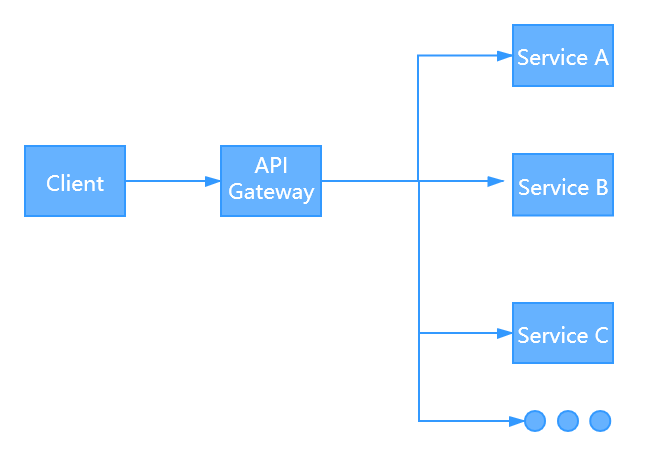 Client
API
Gateway
Service A
Service B
Service C